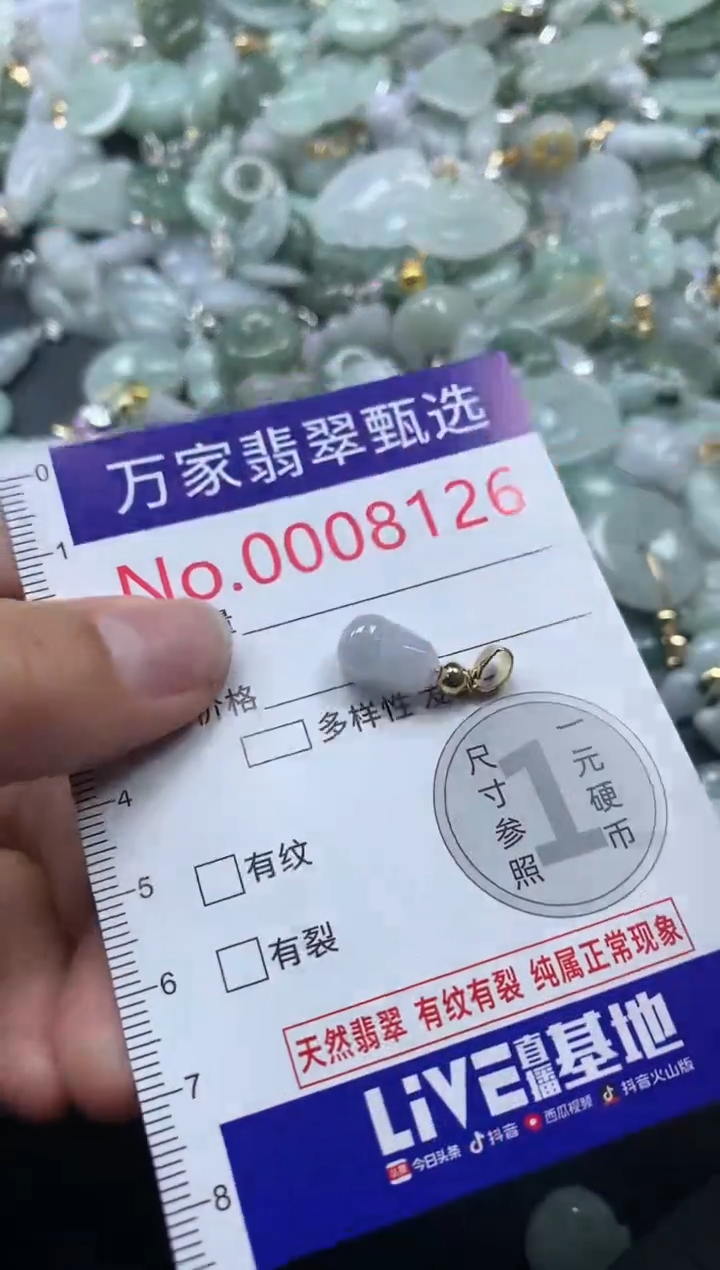 万家翡翠甄选
No.0008126
0
1
价格
多样性
4
尺寸参照
1
一元硬币
5
有纹
有裂
6
天然翡翠 有纹有裂 纯属正常现象
7
LiVE直播基地
头条 今日头条 抖音 西瓜视频 抖音火山版
8